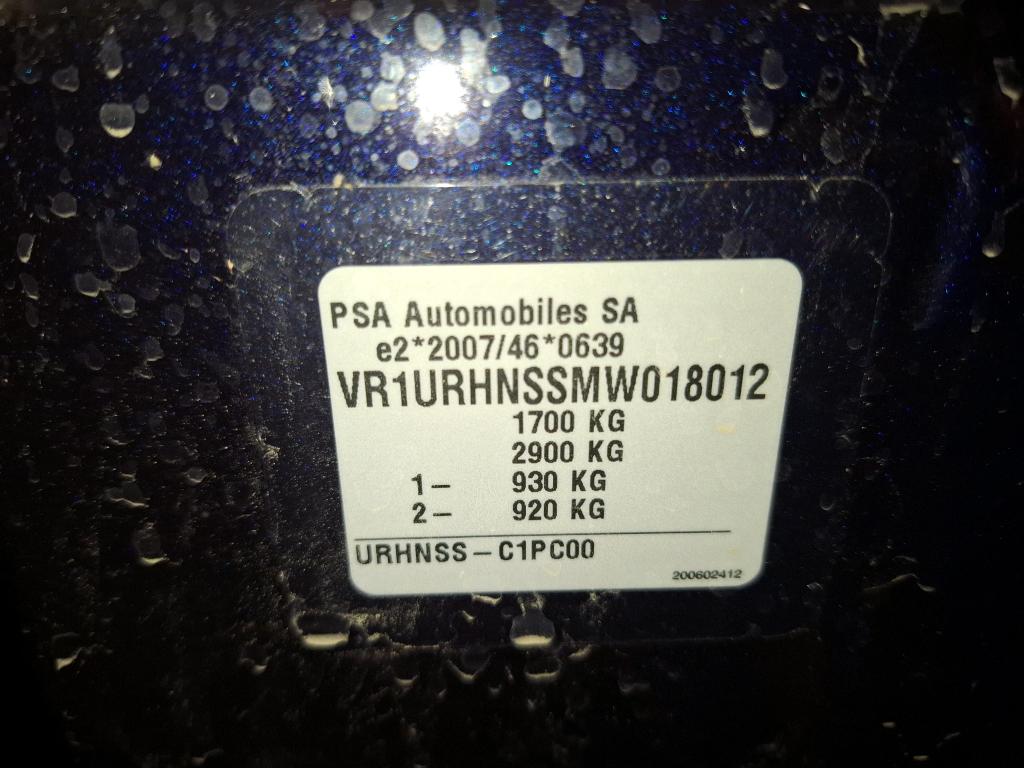 PSA Automobiles SA
e2*2007/46*0639
VR1URHNSSMW018012
1700 KG
2900 KG
1– 930 KG
2– 920 KG
URHNSS – C1PC00
200602412